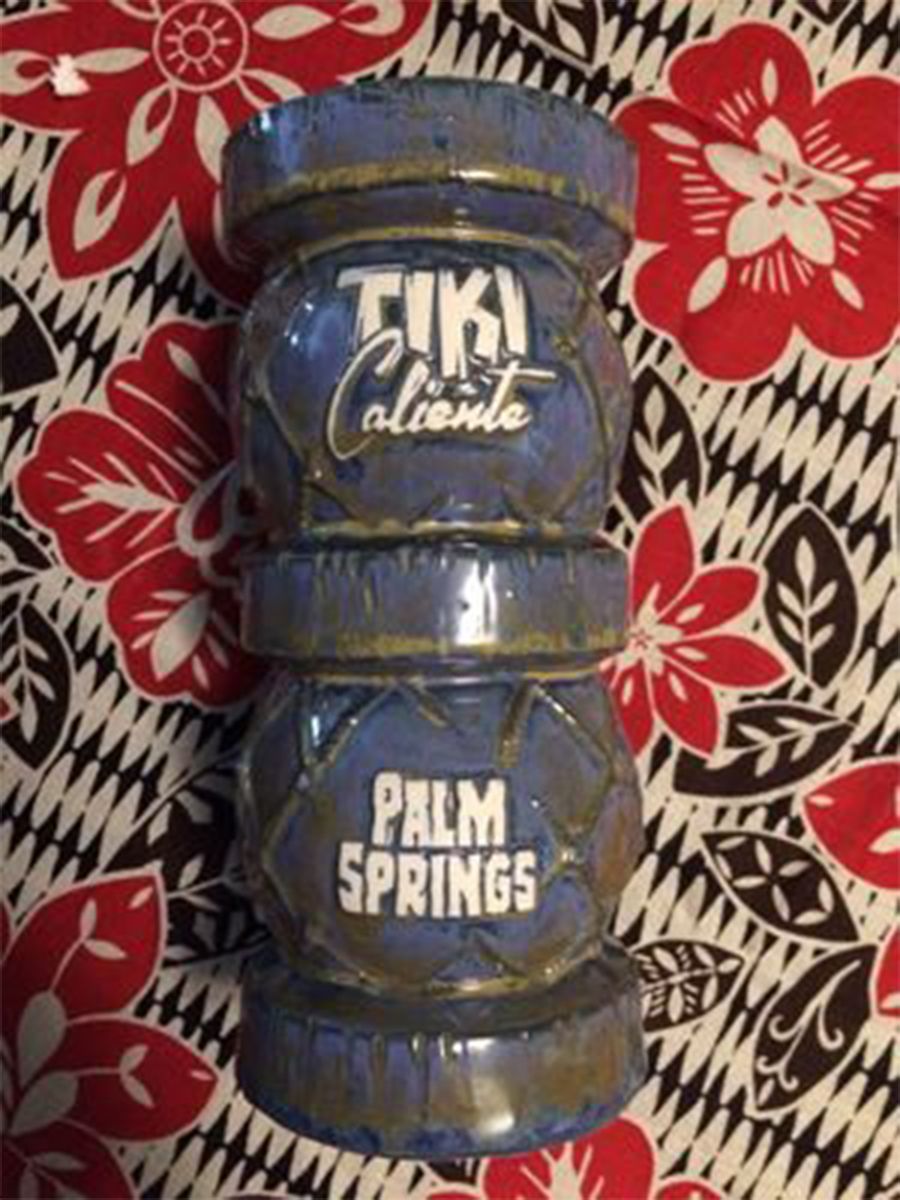 TIKI
Caliente
PALM
SPRINGS